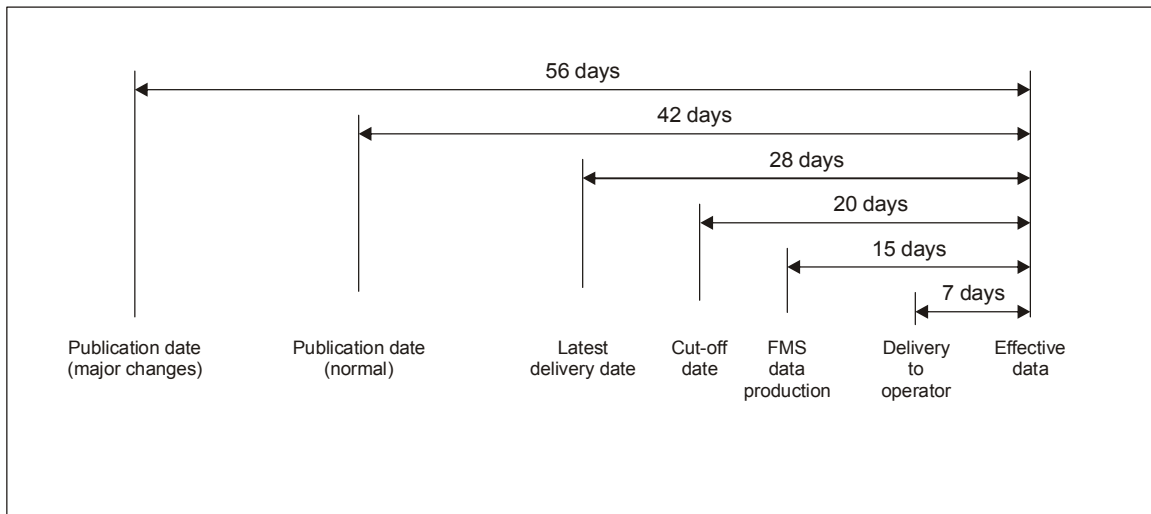 56 days
42 days
28 days
20 days
15 days
7 days
Publication date
(major changes)
Publication date
(normal)
Latest
delivery date
Cut-off
date
FMS
data
production
Delivery
to
operator
Effective
data